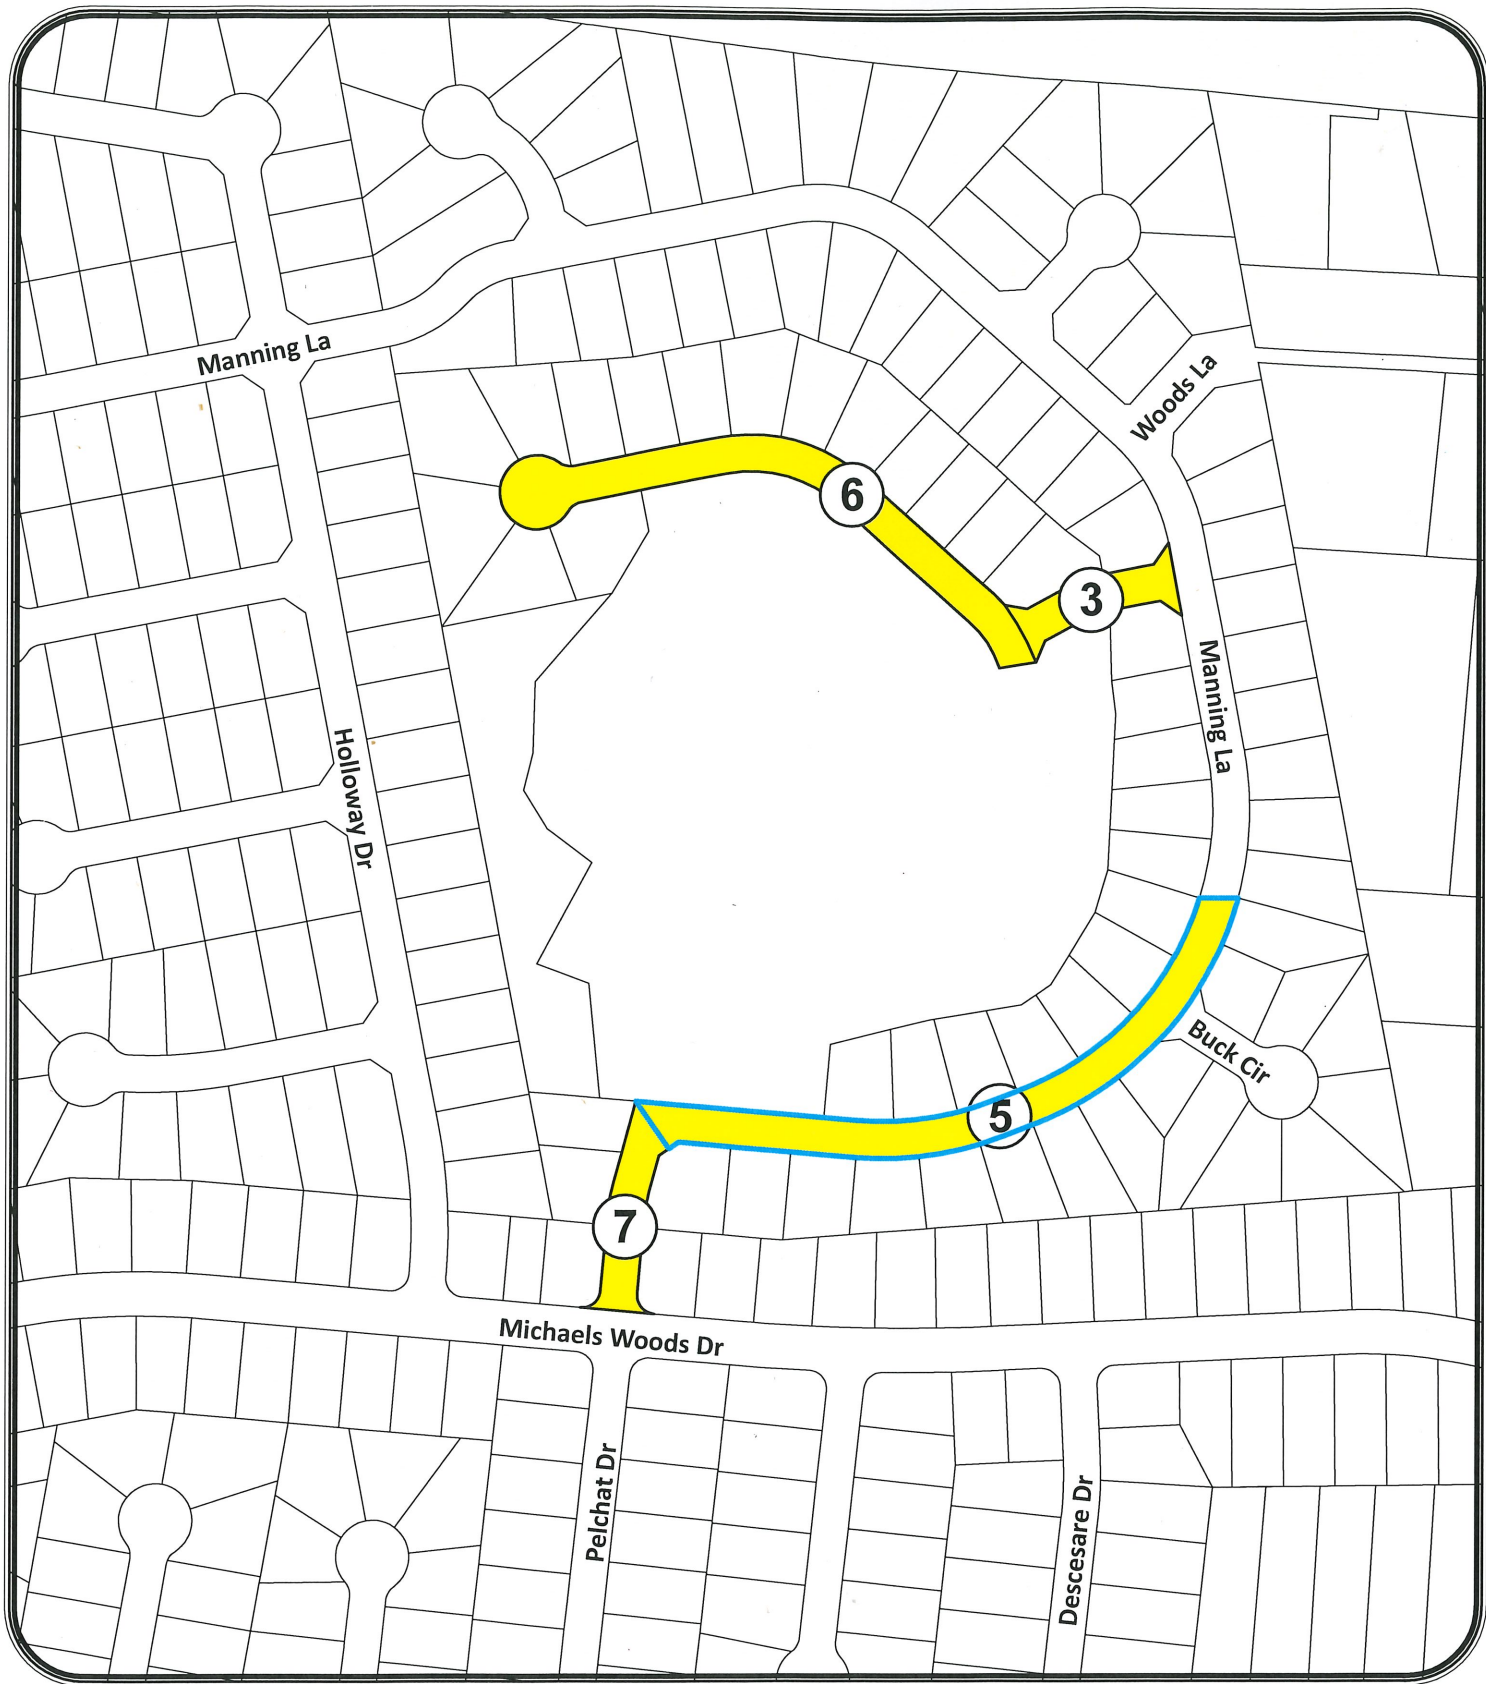 Manning La
Woods La
6
3
Manning La
Holloway Dr
Buck Cir
5
7
Michaels Woods Dr
Pelchat Dr
Descesare Dr